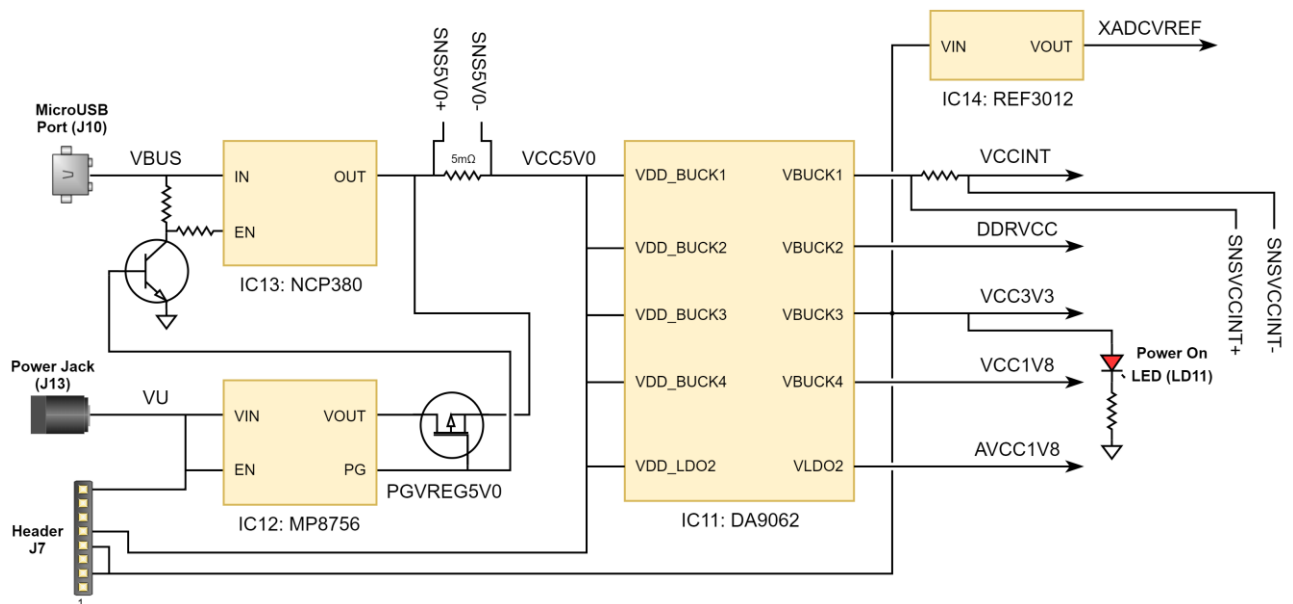 VIN
VOUT
XADCVREF
IC14: REF3012
SNS5V0+
SNS5V0-
MicroUSB
Port (J10)
VBUS
IN
OUT
EN
IC13: NCP380
5mΩ
VCC5V0
VDD_BUCK1
VDD_BUCK2
VDD_BUCK3
VDD_BUCK4
VDD_LDO2
VBUCK1
VBUCK2
VBUCK3
VBUCK4
VLDO2
IC11: DA9062
VCCINT
DDRVCC
VCC3V3
VCC1V8
AVCC1V8
SNSVCCINT+
SNSVCCINT-
Power On
LED (LD11)
Power Jack
(J13)
VU
VIN
VOUT
EN
PG
PGVREG5V0
IC12: MP8756
Header
J7
1